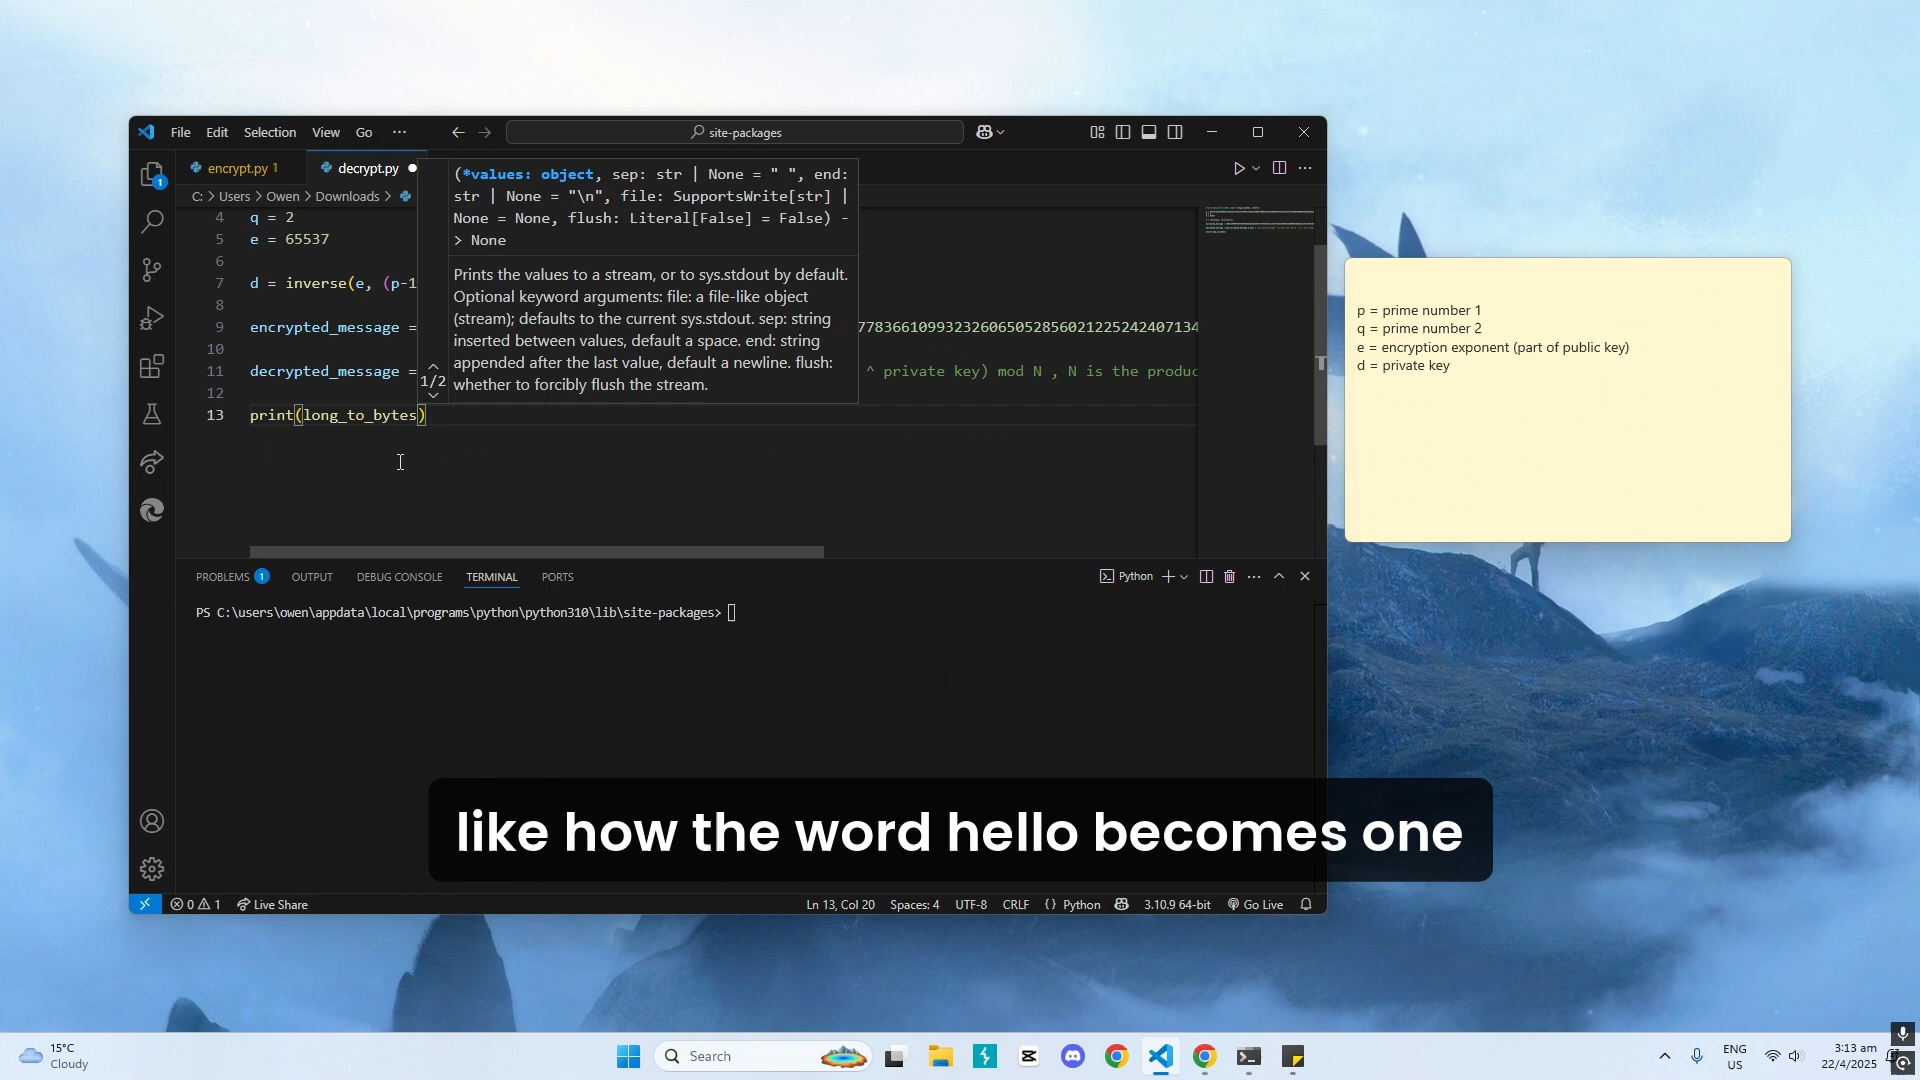 File Edit Selection View Go ··· site-packages
encrypt.py 1 decrypt.py
C: > Users > Owen > Downloads >
(*values: object, sep: str | None = " ", end:
str | None = "\n", file: SupportsWrite[str] |
None = None, flush: Literal[False] = False) -
> None
Prints the values to a stream, or to sys.stdout by default.
Optional keyword arguments: file: a file-like object
(stream); defaults to the current sys.stdout. sep: string
inserted between values, default a space. end: string
appended after the last value, default a newline. flush:
whether to forcibly flush the stream.
1/2
4 q = 2
5 e = 65537
6
7 d = inverse(e, (p-1
8
9 encrypted_message = 778366109932326065052856021225242407134
10
11 decrypted_message = ^ private key) mod N , N is the produc
12
13 print(long_to_bytes)
PROBLEMS 1 OUTPUT DEBUG CONSOLE TERMINAL PORTS Python
PS C:\users\owen\appdata\local\programs\python\python310\lib\site-packages>
p = prime number 1
q = prime number 2
e = encryption exponent (part of public key)
d = private key
like how the word hello becomes one
0 1 Live Share Ln 13, Col 20 Spaces: 4 UTF-8 CRLF {} Python 3.10.9 64-bit Go Live
15°C
Cloudy
Search
ENG
US
3:13 am
22/4/2025